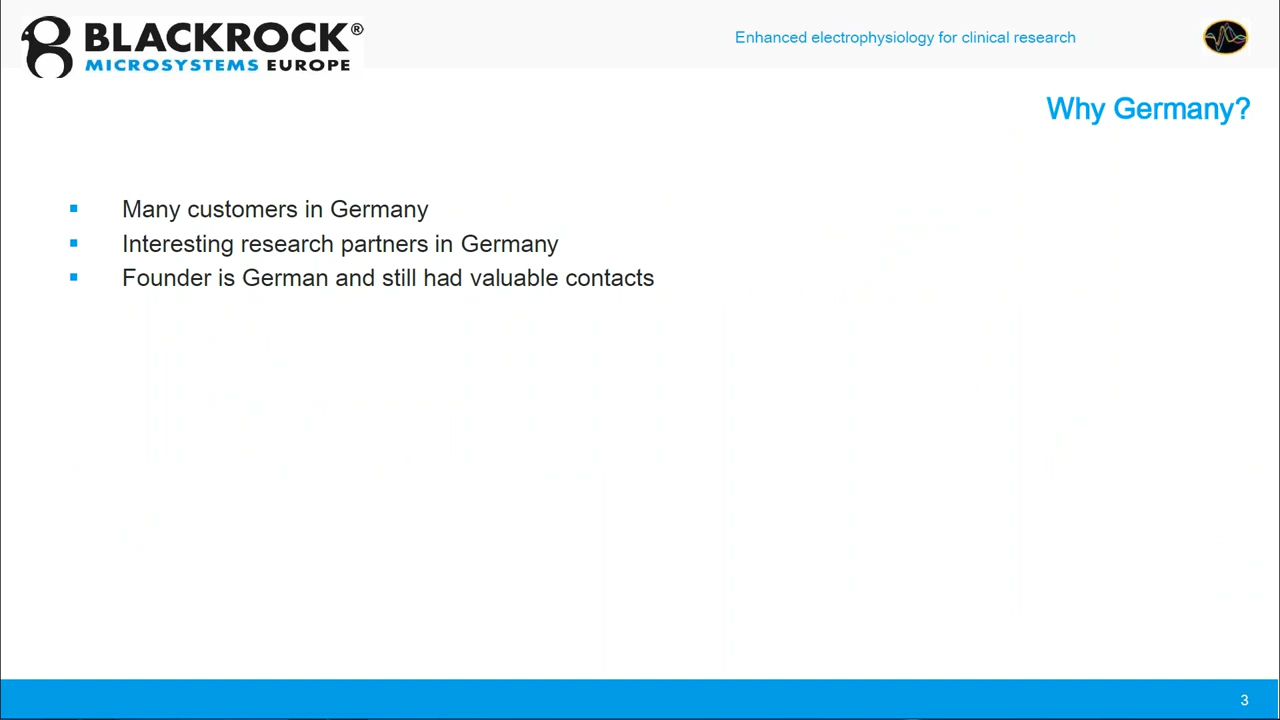 BLACKROCK®
MICROSYSTEMS EUROPE
Enhanced electrophysiology for clinical research
Why Germany?
Many customers in Germany
Interesting research partners in Germany
Founder is German and still had valuable contacts
3